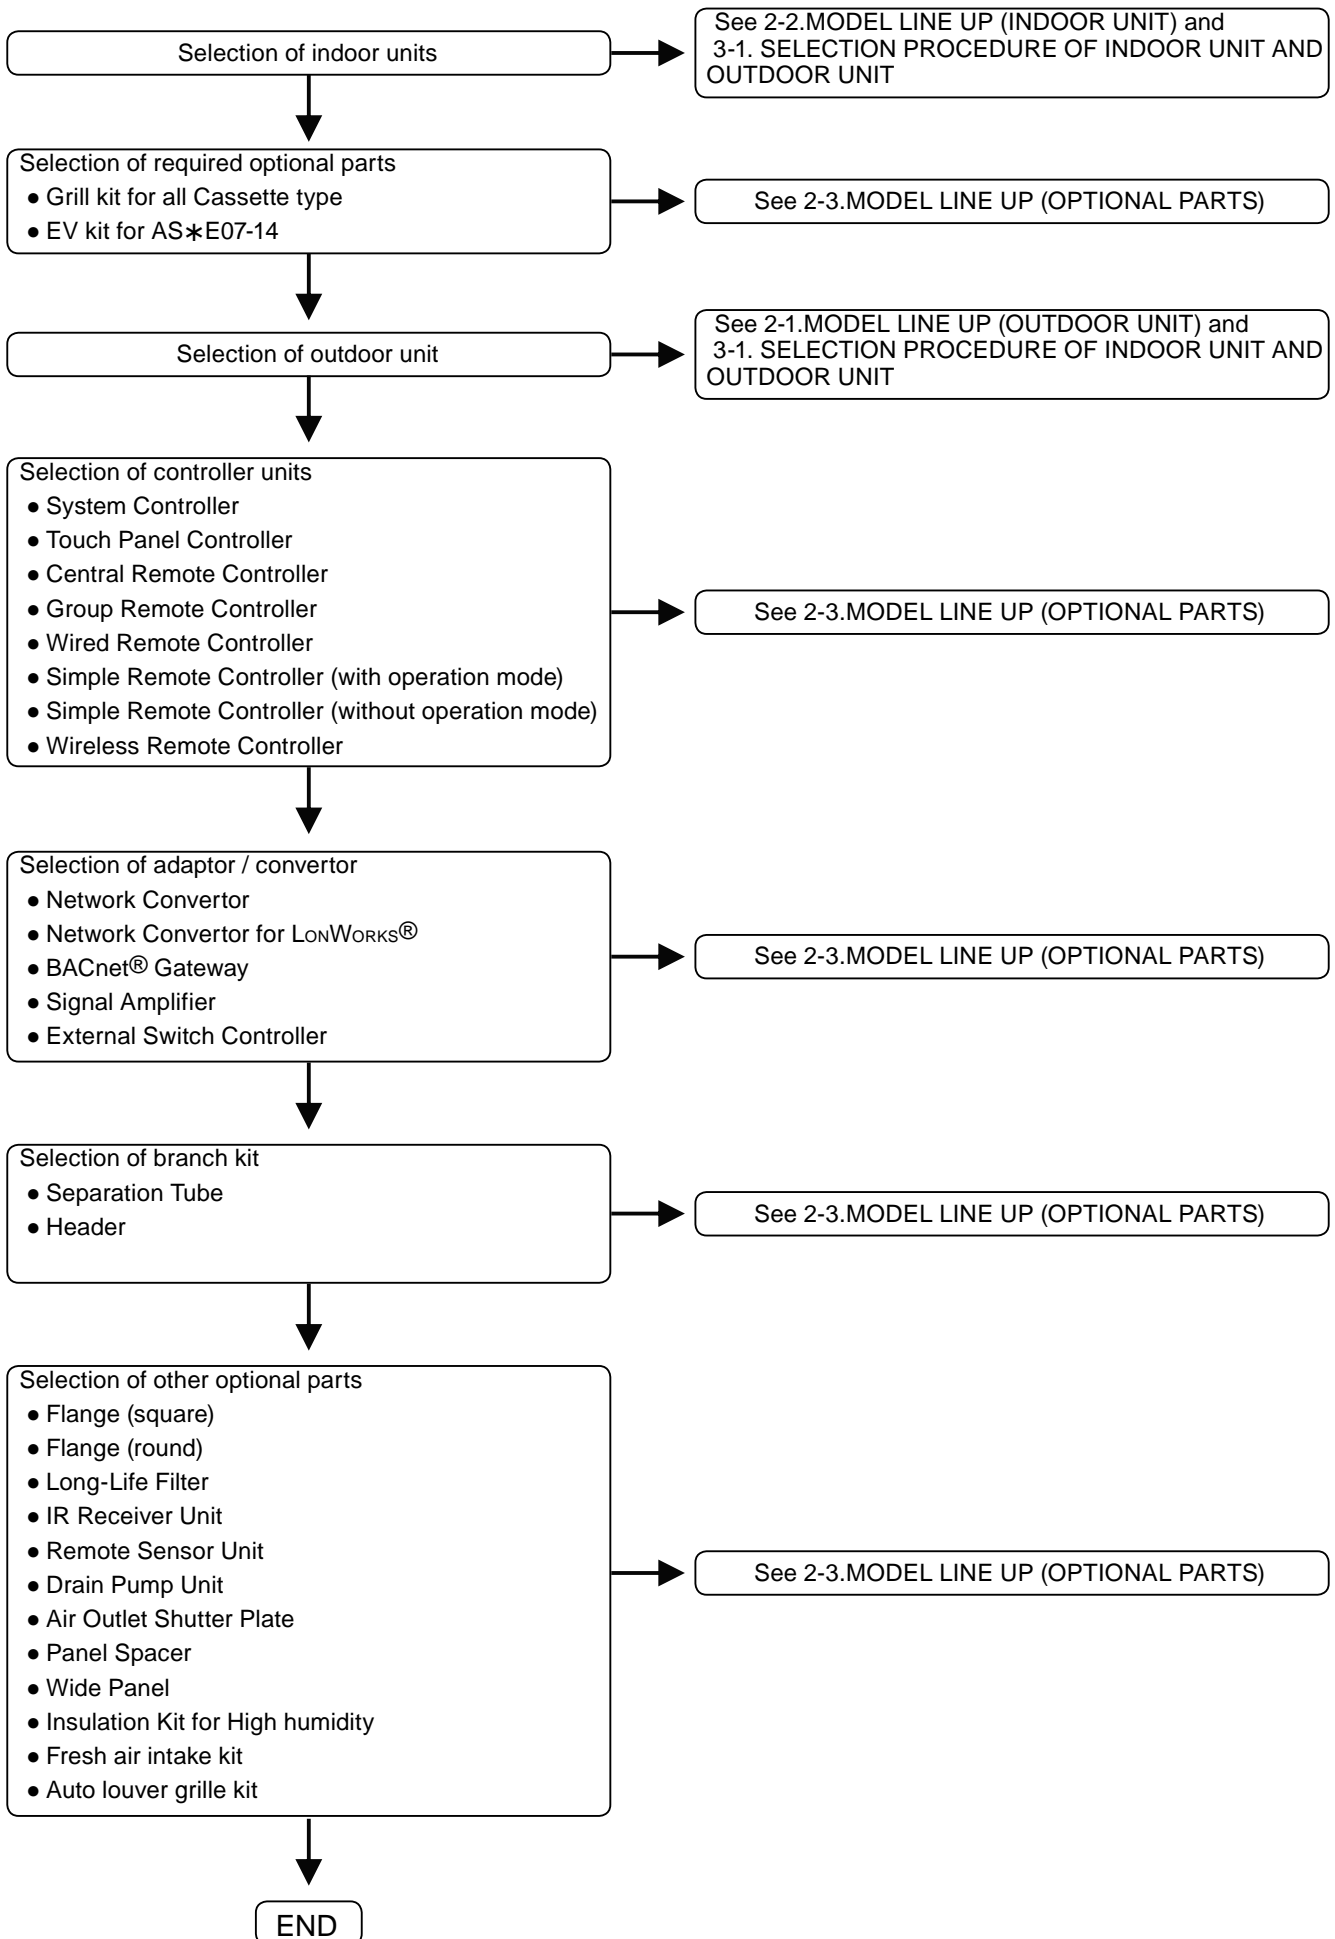 Selection of indoor units
See 2-2.MODEL LINE UP (INDOOR UNIT) and
3-1. SELECTION PROCEDURE OF INDOOR UNIT AND
OUTDOOR UNIT
Selection of required optional parts
● Grill kit for all Cassette type
● EV kit for AS∗E07-14
See 2-3.MODEL LINE UP (OPTIONAL PARTS)
Selection of outdoor unit
See 2-1.MODEL LINE UP (OUTDOOR UNIT) and
3-1. SELECTION PROCEDURE OF INDOOR UNIT AND
OUTDOOR UNIT
Selection of controller units
● System Controller
● Touch Panel Controller
● Central Remote Controller
● Group Remote Controller
● Wired Remote Controller
● Simple Remote Controller (with operation mode)
● Simple Remote Controller (without operation mode)
● Wireless Remote Controller
See 2-3.MODEL LINE UP (OPTIONAL PARTS)
Selection of adaptor / convertor
● Network Convertor
● Network Convertor for LONWORKS®
● BACnet® Gateway
● Signal Amplifier
● External Switch Controller
See 2-3.MODEL LINE UP (OPTIONAL PARTS)
Selection of branch kit
● Separation Tube
● Header
See 2-3.MODEL LINE UP (OPTIONAL PARTS)
Selection of other optional parts
● Flange (square)
● Flange (round)
● Long-Life Filter
● IR Receiver Unit
● Remote Sensor Unit
● Drain Pump Unit
● Air Outlet Shutter Plate
● Panel Spacer
● Wide Panel
● Insulation Kit for High humidity
● Fresh air intake kit
● Auto louver grille kit
See 2-3.MODEL LINE UP (OPTIONAL PARTS)
END